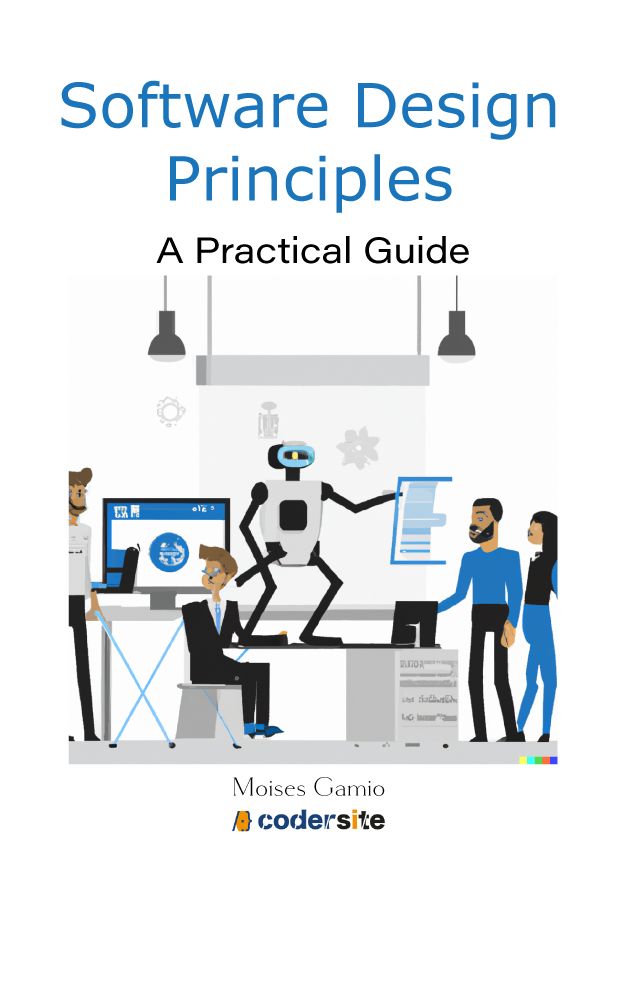 Software Design
Principles
A Practical Guide
Moises Gamio
codersite